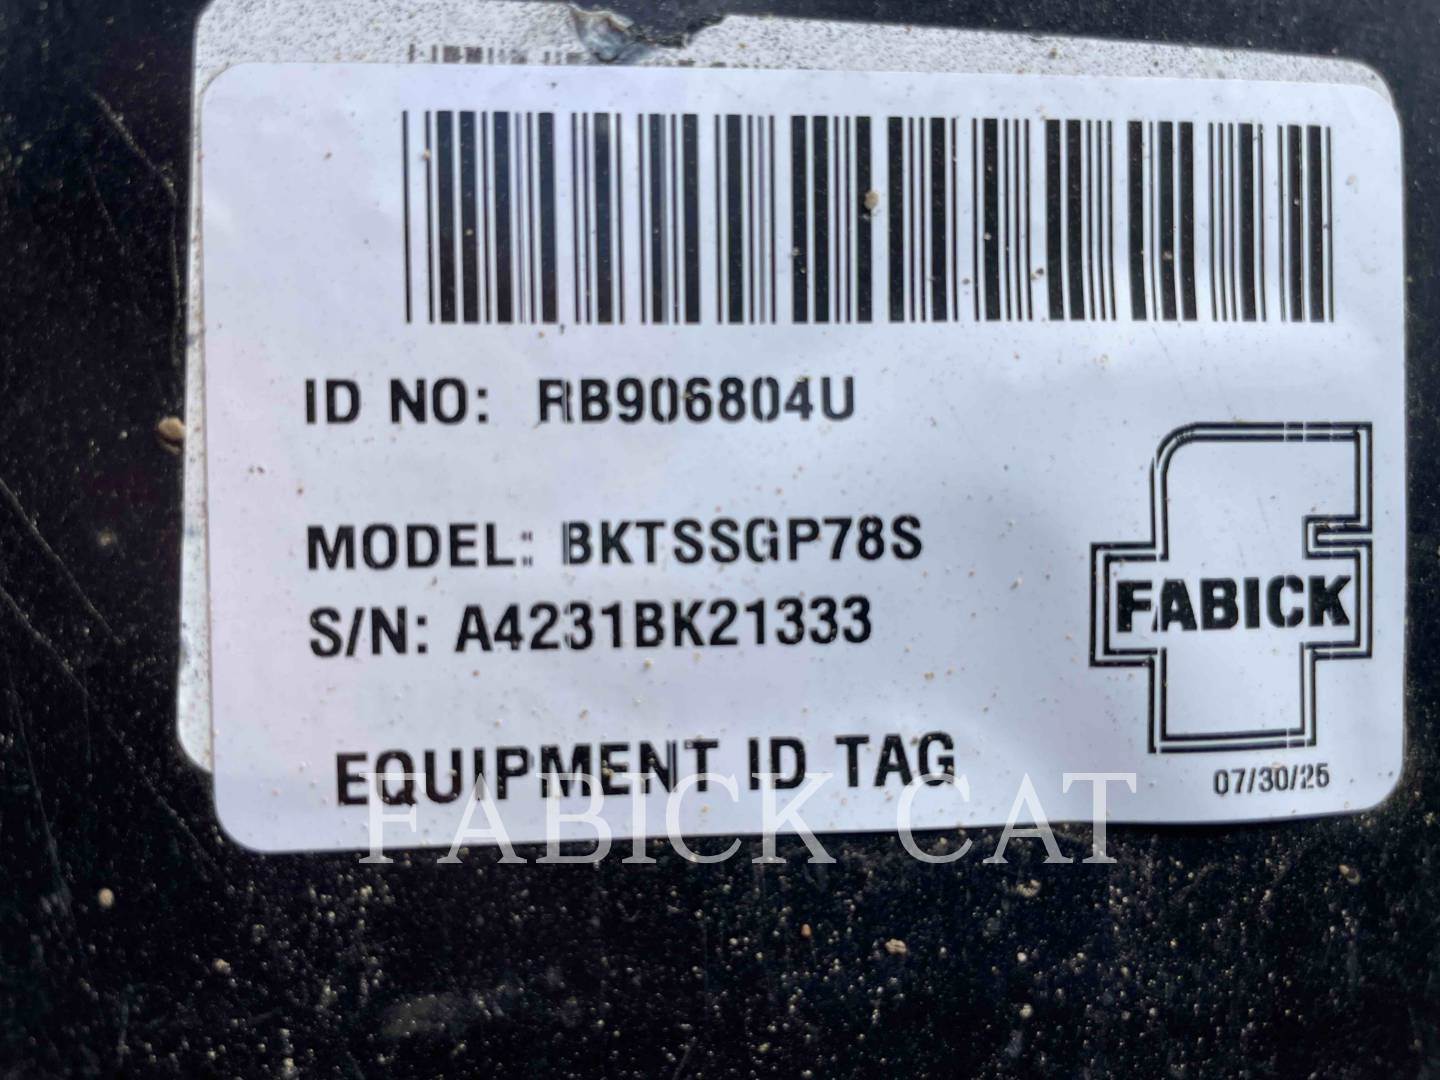 ID NO: RB906804U
MODEL: BKTSSGP78S
S/N: A4231BK21333
FABICK
EQUIPMENT ID TAG
07/30/25
FABICK CAT